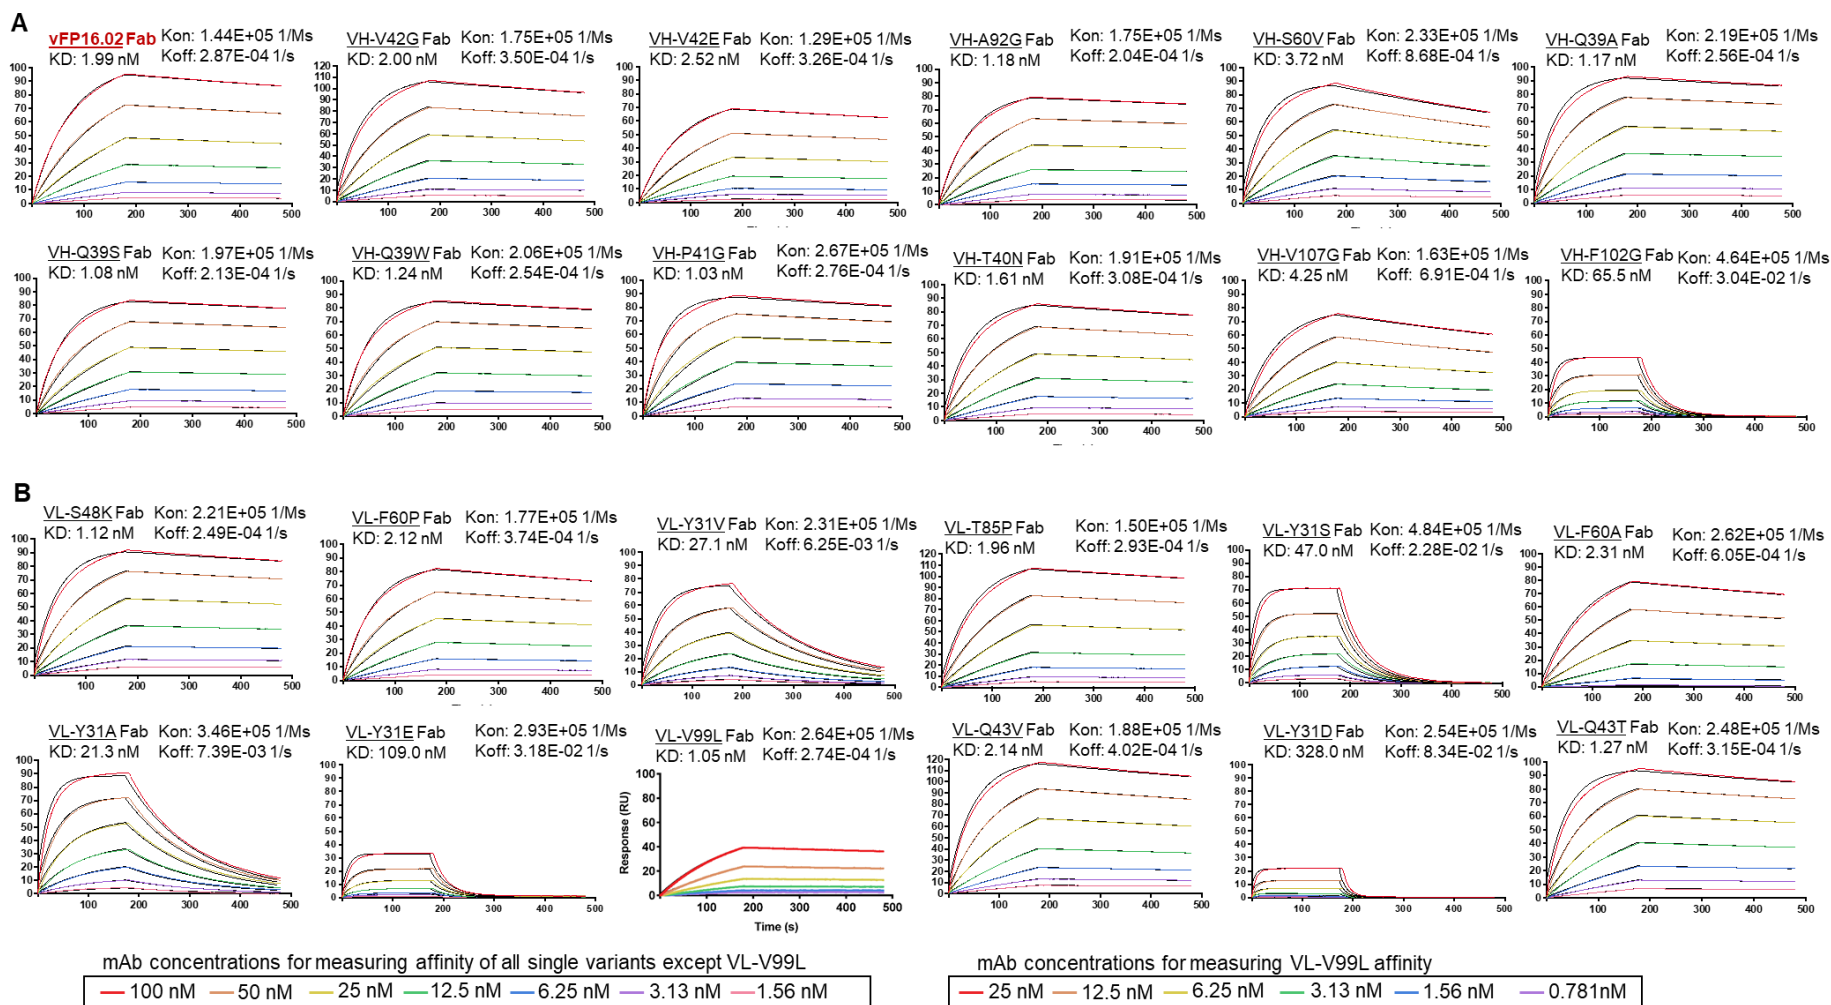 A
vFP16.02 Fab Kon: 1.44E+05 1/Ms
KD: 1.99 nM Koff: 2.87E-04 1/s
VH-V42G Fab Kon: 1.75E+05 1/Ms
KD: 2.00 nM Koff: 3.50E-04 1/s
VH-V42E Fab Kon: 1.29E+05 1/Ms
KD: 2.52 nM Koff: 3.26E-04 1/s
VH-A92G Fab Kon: 1.75E+05 1/Ms
KD: 1.18 nM Koff: 2.04E-04 1/s
VH-S60V Fab Kon: 2.33E+05 1/Ms
KD: 3.72 nM Koff: 8.68E-04 1/s
VH-Q39A Fab Kon: 2.19E+05 1/Ms
KD: 1.17 nM Koff: 2.56E-04 1/s
VH-Q39S Fab Kon: 1.97E+05 1/Ms
KD: 1.08 nM Koff: 2.13E-04 1/s
VH-Q39W Fab Kon: 2.06E+05 1/Ms
KD: 1.24 nM Koff: 2.54E-04 1/s
VH-P41G Fab Kon: 2.67E+05 1/Ms
KD: 1.03 nM Koff: 2.76E-04 1/s
VH-T40N Fab Kon: 1.91E+05 1/Ms
KD: 1.61 nM Koff: 3.08E-04 1/s
VH-V107G Fab Kon: 1.63E+05 1/Ms
KD: 4.25 nM Koff: 6.91E-04 1/s
VH-F102G Fab Kon: 4.64E+05 1/Ms
KD: 65.5 nM Koff: 3.04E-02 1/s
B
VL-S48K Fab Kon: 2.21E+05 1/Ms
KD: 1.12 nM Koff: 2.49E-04 1/s
VL-F60P Fab Kon: 1.77E+05 1/Ms
KD: 2.12 nM Koff: 3.74E-04 1/s
VL-Y31V Fab Kon: 2.31E+05 1/Ms
KD: 27.1 nM Koff: 6.25E-03 1/s
VL-T85P Fab Kon: 1.50E+05 1/Ms
KD: 1.96 nM Koff: 2.93E-04 1/s
VL-Y31S Fab Kon: 4.84E+05 1/Ms
KD: 47.0 nM Koff: 2.28E-02 1/s
VL-F60A Fab Kon: 2.62E+05 1/Ms
KD: 2.31 nM Koff: 6.05E-04 1/s
VL-Y31A Fab Kon: 3.46E+05 1/Ms
KD: 21.3 nM Koff: 7.39E-03 1/s
VL-Y31E Fab Kon: 2.93E+05 1/Ms
KD: 109.0 nM Koff: 3.18E-02 1/s
VL-V99L Fab Kon: 2.64E+05 1/Ms
KD: 1.05 nM Koff: 2.74E-04 1/s
Response (RU)
Time (s)
VL-Q43V Fab Kon: 1.88E+05 1/Ms
KD: 2.14 nM Koff: 4.02E-04 1/s
VL-Y31D Fab Kon: 2.54E+05 1/Ms
KD: 328.0 nM Koff: 8.34E-02 1/s
VL-Q43T Fab Kon: 2.48E+05 1/Ms
KD: 1.27 nM Koff: 3.15E-04 1/s
mAb concentrations for measuring affinity of all single variants except VL-V99L
100 nM 50 nM 25 nM 12.5 nM 6.25 nM 3.13 nM 1.56 nM
mAb concentrations for measuring VL-V99L affinity
25 nM 12.5 nM 6.25 nM 3.13 nM 1.56 nM 0.781nM